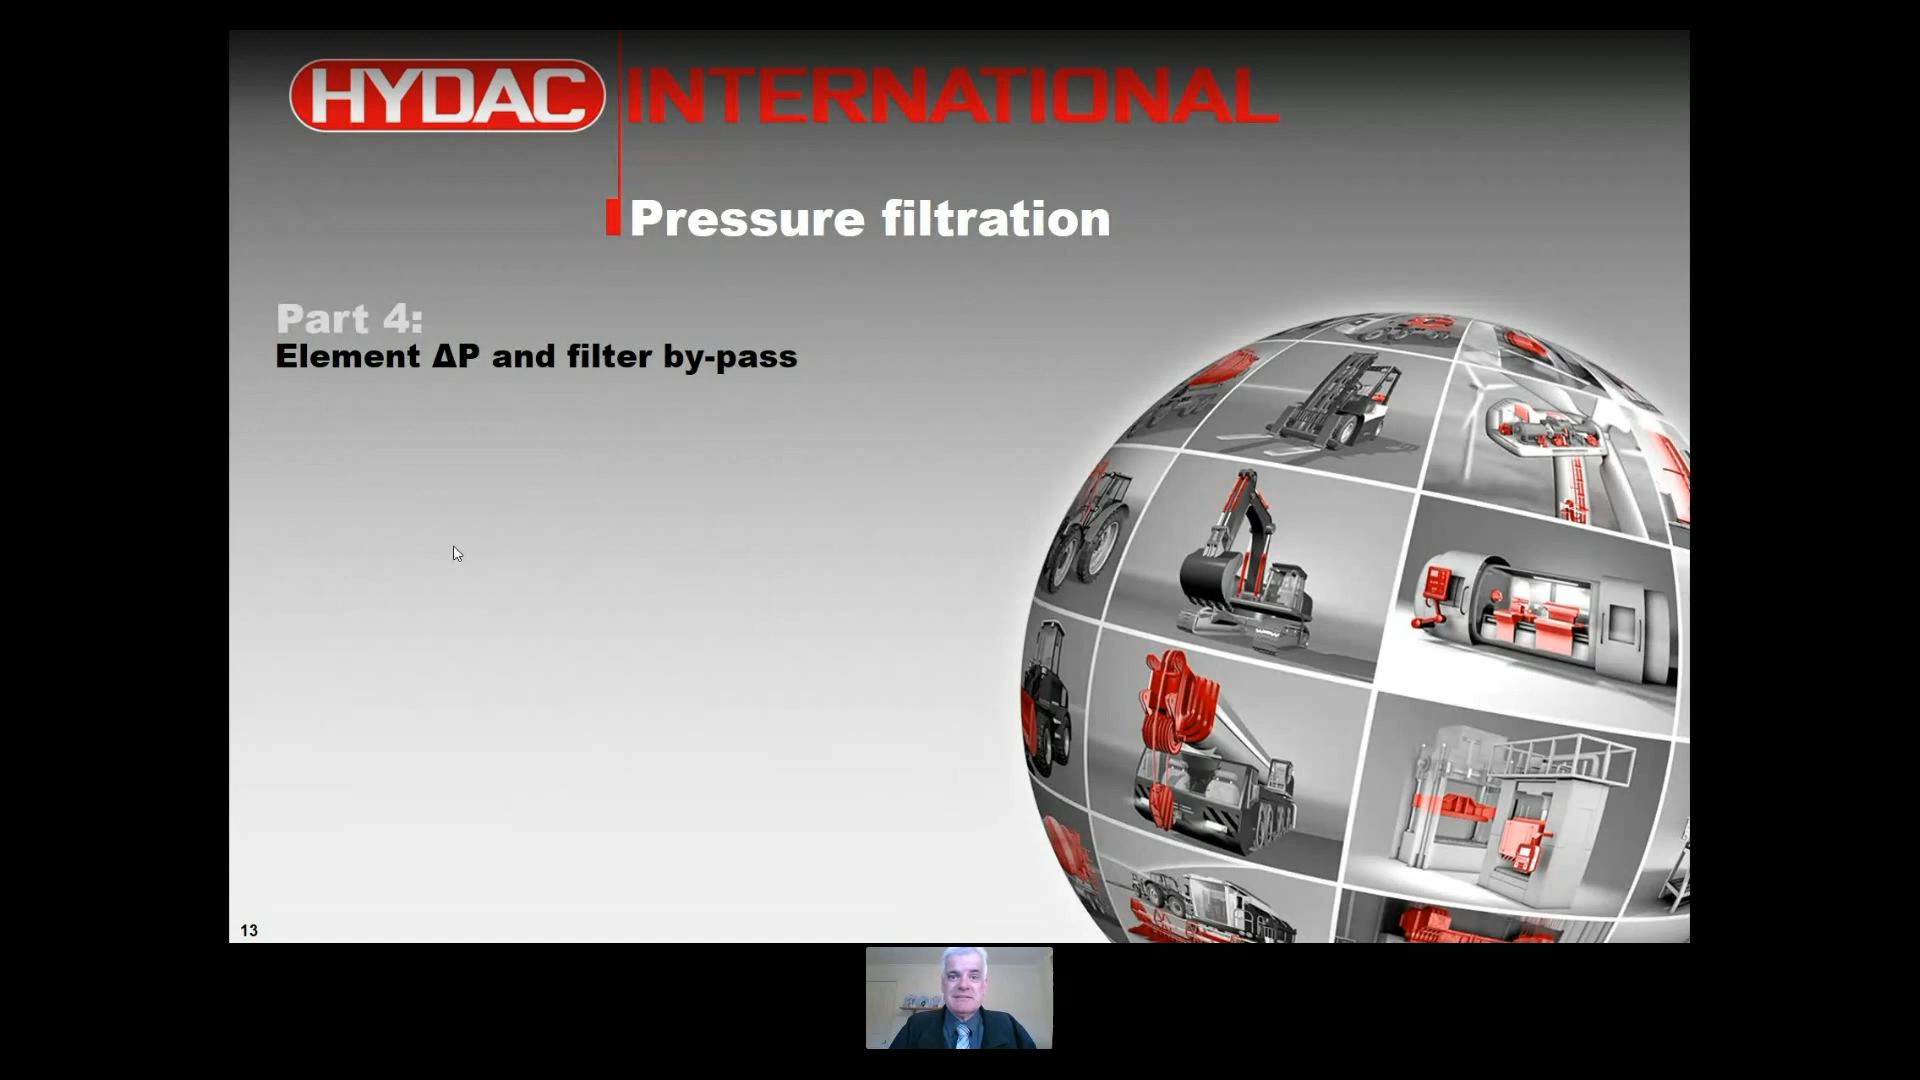 HYDAC INTERNATIONAL
Pressure filtration
Part 4:
Element ΔP and filter by-pass
13